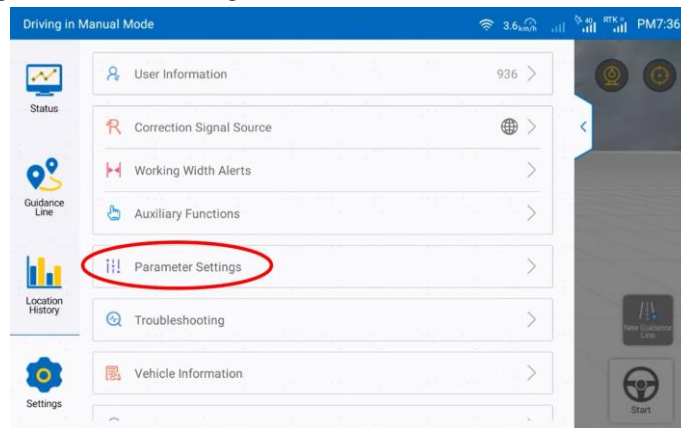 Driving in Manual Mode
3.6km/h
40
RTK
PM7:36
Status
Guidance
Line
Location
History
Settings
User Information
936
Correction Signal Source
Working Width Alerts
Auxiliary Functions
Parameter Settings
Troubleshooting
Vehicle Information
New Guidance
Line
Start